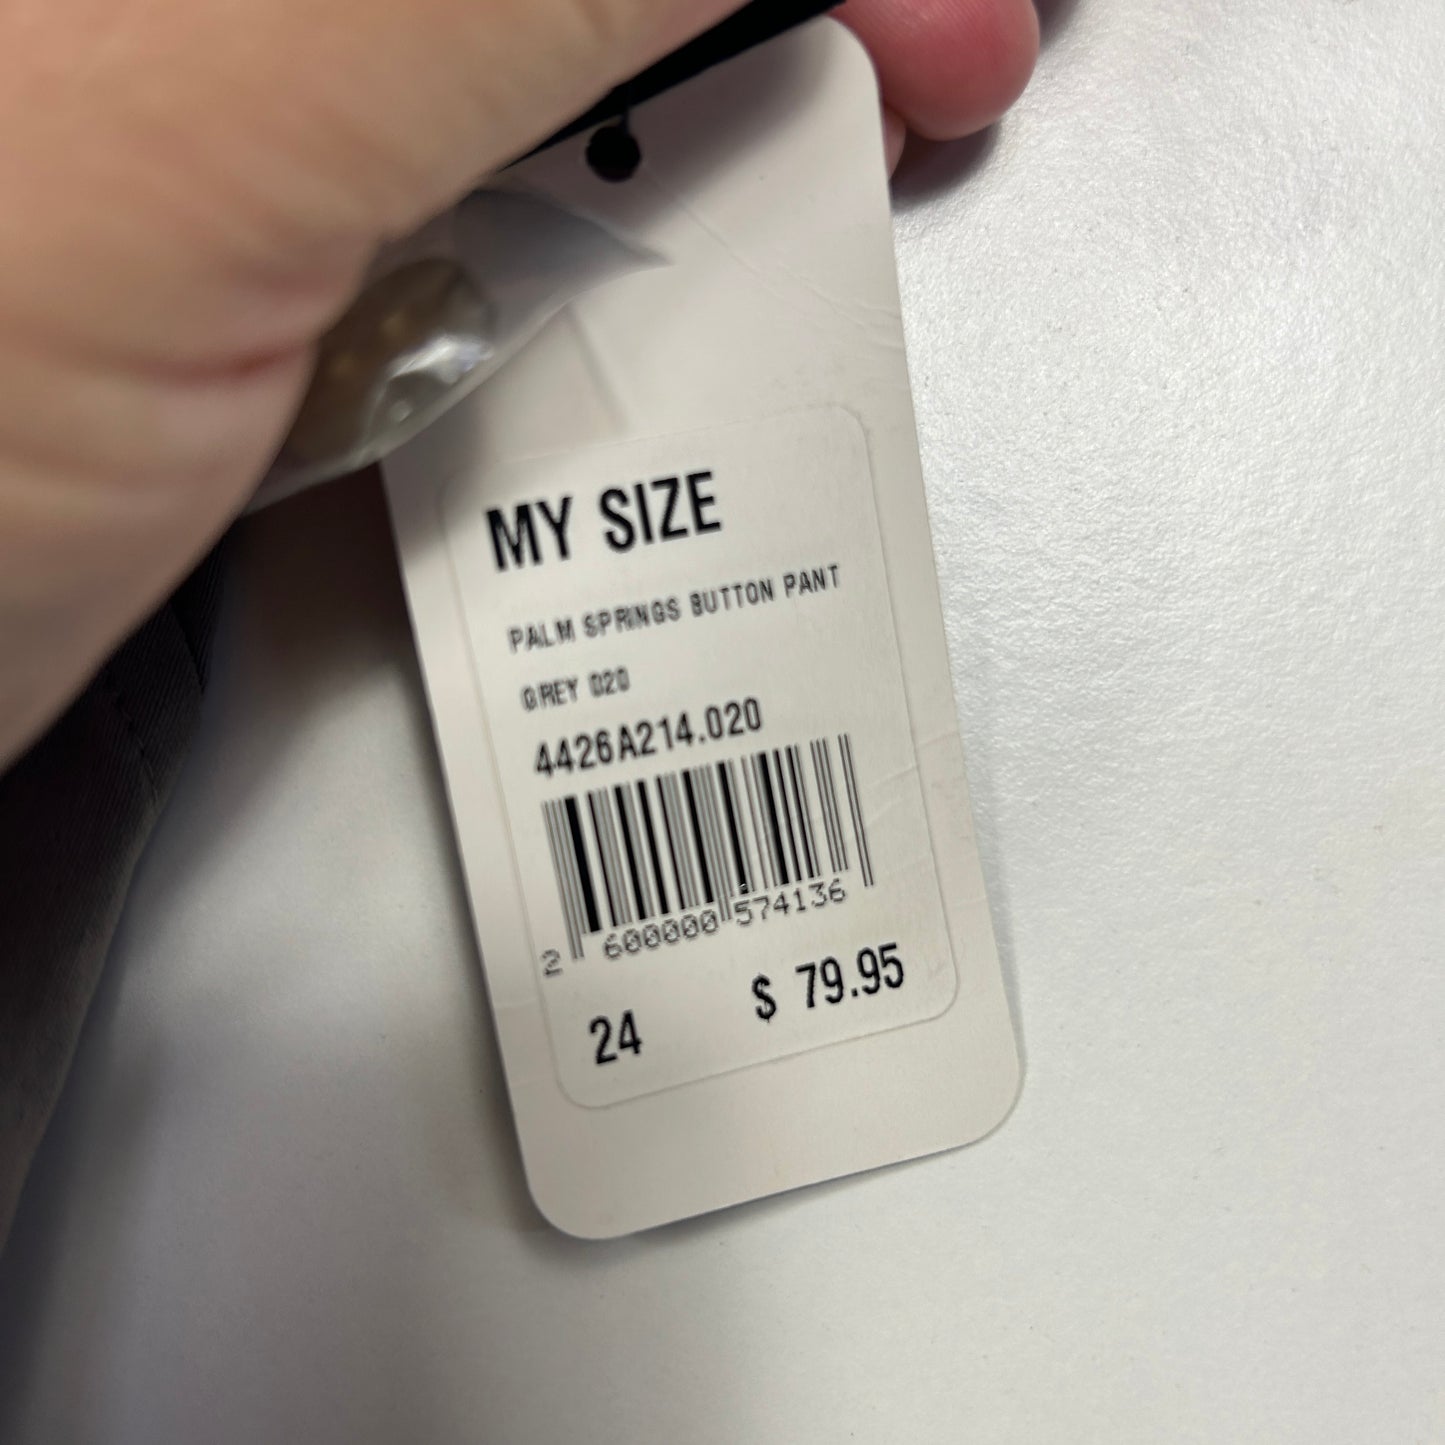 MY SIZE
PALM SPRINGS BUTTON PANT
GREY 020
4426A214.020
2 600000 574136
24 $ 79.95